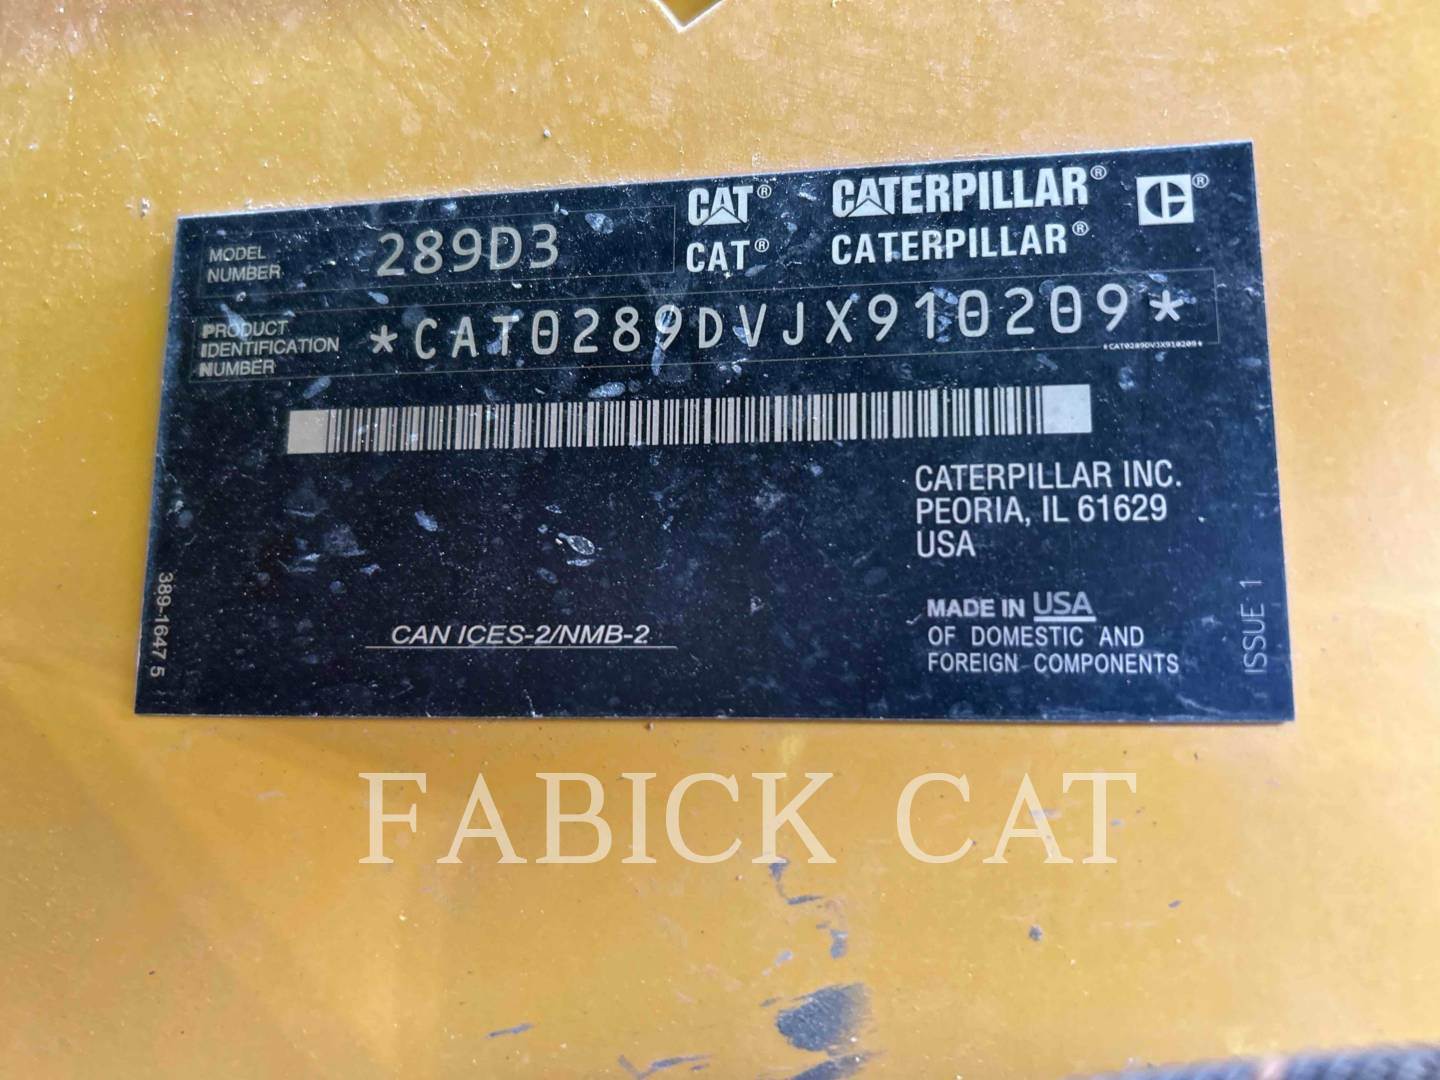 MODEL NUMBER 289D3
CAT® CATERPILLAR®
CAT® CATERPILLAR®
PRODUCT IDENTIFICATION NUMBER *CAT0289DVJX910209*
*CAT0289DVJX910209*
CATERPILLAR INC.
PEORIA, IL 61629
USA
MADE IN USA
OF DOMESTIC AND
FOREIGN COMPONENTS
CAN ICES-2/NMB-2
389-1647 5
ISSUE 1
FABICK CAT